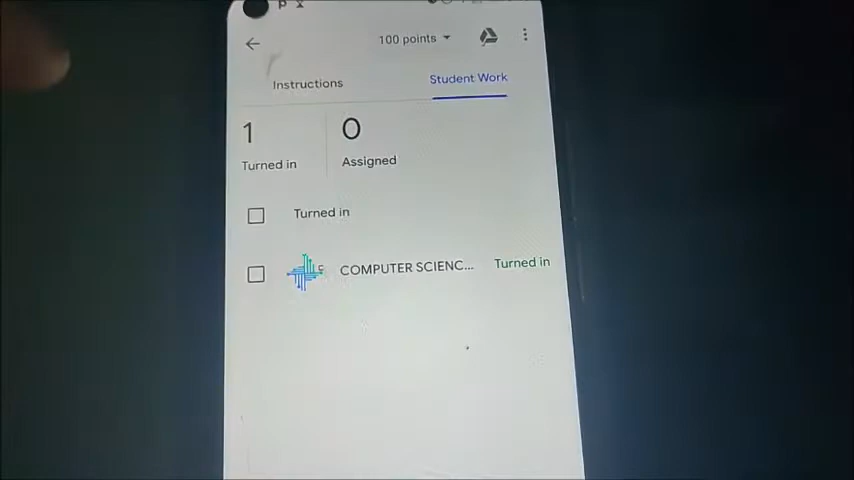 100 points
Instructions
Student Work
1
0
Turned in
Assigned
Turned in
COMPUTER SCIENC...
Turned in